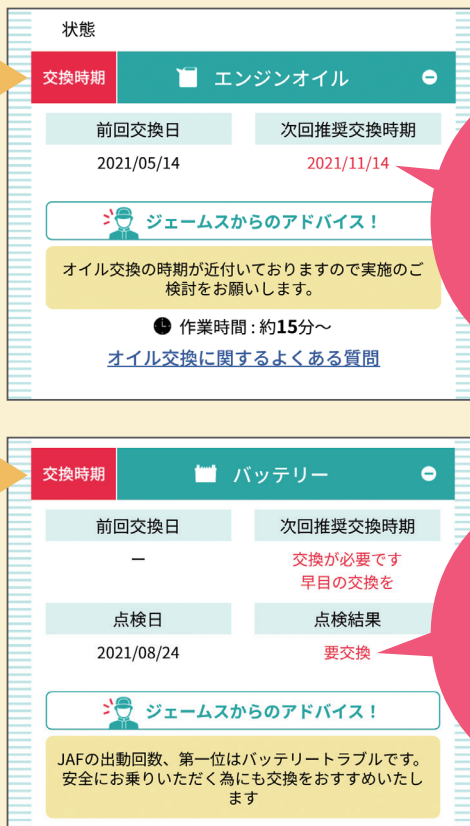 状態
交換時期 エンジンオイル
前回交換日 次回推奨交換時期
2021/05/14 2021/11/14
ジェームスからのアドバイス！
オイル交換の時期が近付いておりますので実施のご
検討をお願いします。
作業時間 : 約15分～
オイル交換に関するよくある質問
交換時期 バッテリー
前回交換日 次回推奨交換時期
ー 交換が必要です
早目の交換を
点検日 点検結果
2021/08/24 要交換
ジェームスからのアドバイス！
JAFの出動回数、第一位はバッテリートラブルです。
安全にお乗りいただく為にも交換をおすすめいたし
ます